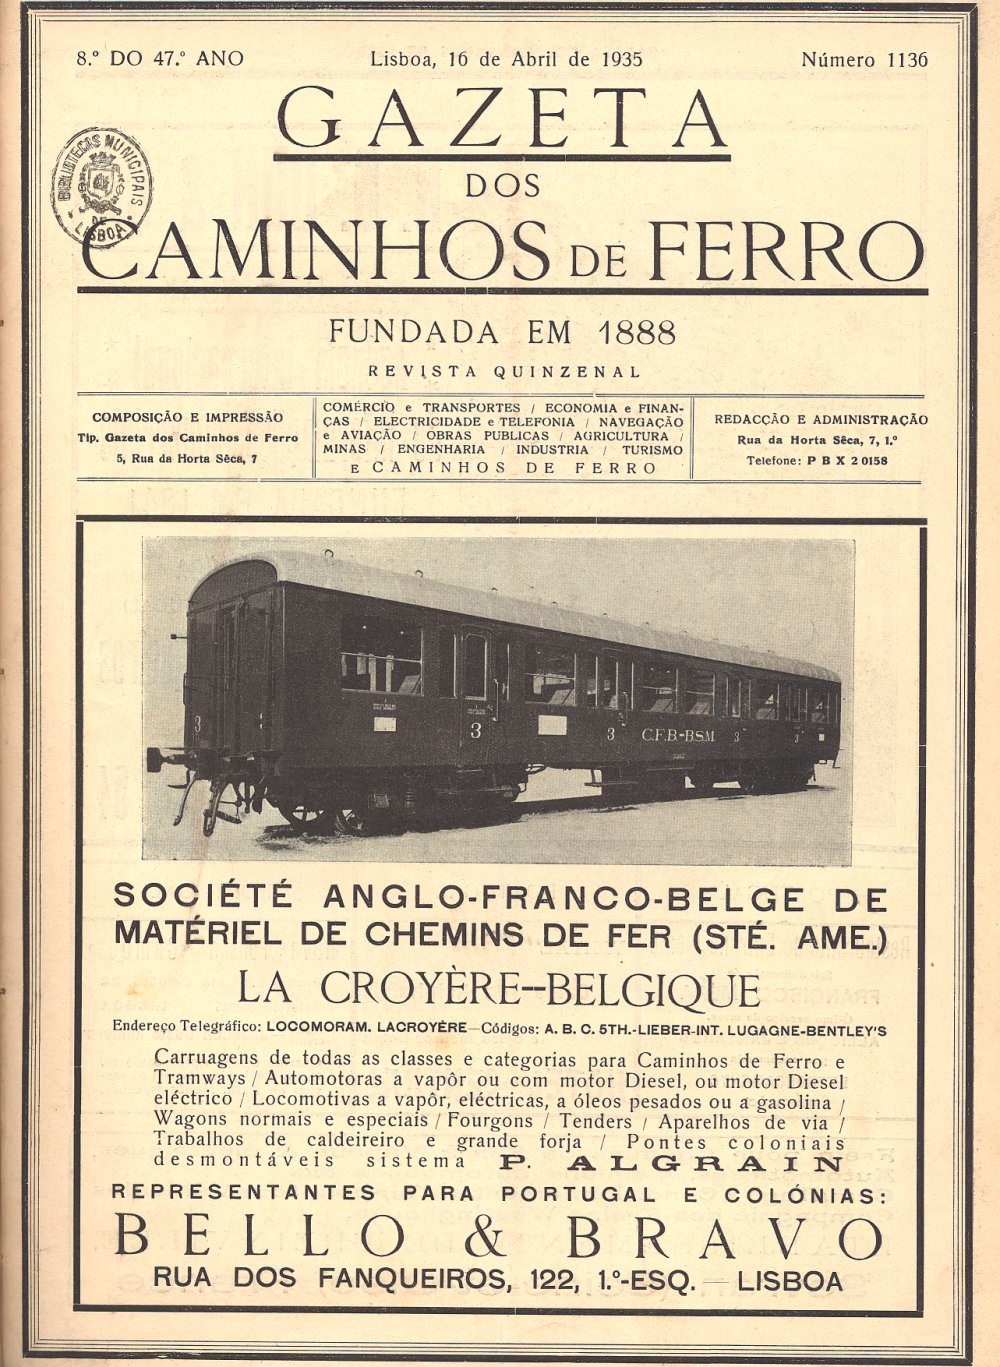 8.º DO 47.º ANO
Lisboa, 16 de Abril de 1935
Número 1136
GAZETA
DOS
CAMINHOS DE FERRO
BIBLIOTECAS MUNICIPAIS
DE
LISBOA
FUNDADA EM 1888
REVISTA QUINZENAL
COMPOSIÇÃO E IMPRESSÃO
Tip. Gazeta dos Caminhos de Ferro
5, Rua da Horta Sêca, 7
COMÉRCIO e TRANSPORTES / ECONOMIA e FINAN-
ÇAS / ELECTRICIDADE e TELEFONIA / NAVEGAÇÃO
e AVIAÇÃO / OBRAS PUBLICAS / AGRICULTURA /
MINAS / ENGENHARIA / INDUSTRIA / TURISMO
E CAMINHOS DE FERRO
REDACÇÃO E ADMINISTRAÇÃO
Rua da Horta Sêca, 7, 1.º
Telefone: P B X 2 0158
3 3 3 3 C.F.B-B.S.M. 3 3
SOCIÉTÉ ANGLO-FRANCO-BELGE DE
MATÉRIEL DE CHEMINS DE FER (STÉ. AME.)
LA CROYÈRE--BELGIQUE
Endereço Telegráfico: LOCOMORAM. LACROYÈRE—Códigos: A. B. C. 5TH.-LIEBER-INT. LUGAGNE-BENTLEY'S
Carruagens de todas as classes e categorias para Caminhos de Ferro e
Tramways / Automotoras a vapôr ou com motor Diesel, ou motor Diesel
eléctrico / Locomotivas a vapôr, eléctricas, a óleos pesados ou a gasolina /
Wagons normais e especiais / Fourgons / Tenders / Aparelhos de via /
Trabalhos de caldeireiro e grande forja / Pontes coloniais
desmontáveis sistema P. ALGRAIN
REPRESENTANTES PARA PORTUGAL E COLÓNIAS:
BELLO & BRAVO
RUA DOS FANQUEIROS, 122, 1.º-ESQ. — LISBOA